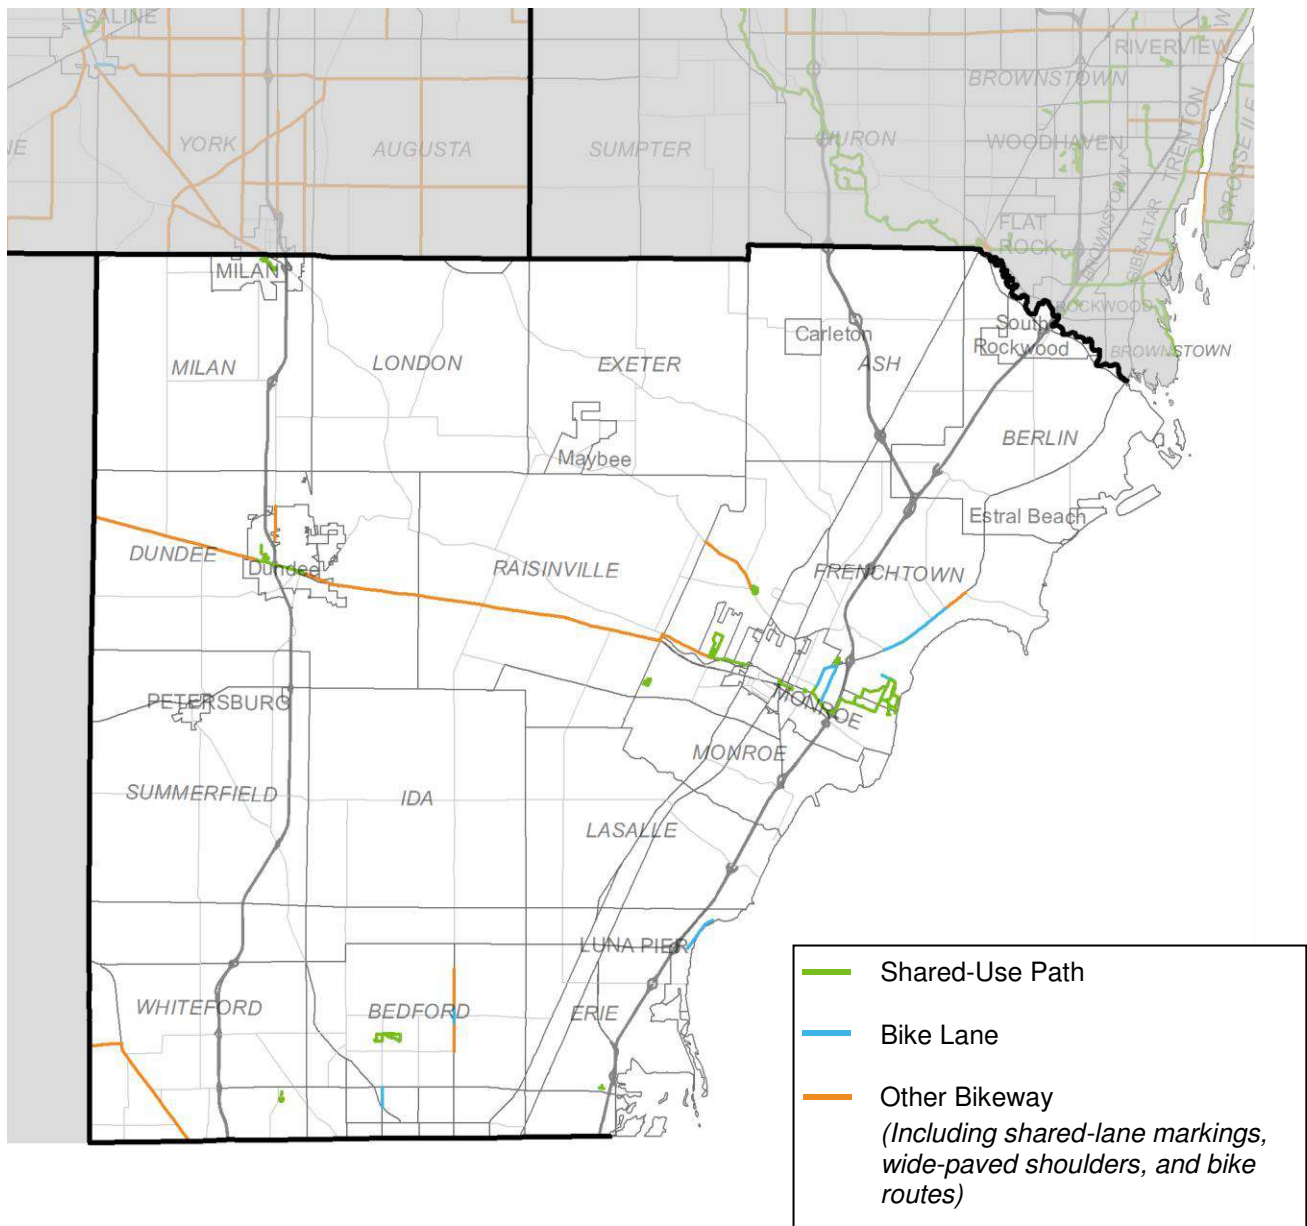 SALINE
RIVERVIEW
BROWNSTOWN
YORK
AUGUSTA
SUMPTER
HURON
WOODHAVEN
TRENTON
GROSSE ILE
NE
W
FLAT
ROCK
BROWNSTOWN
GIBRALTAR
MILAN
ROCKWOOD
Carleton
South
Rockwood
BROWNSTOWN
MILAN
LONDON
EXETER
ASH
BERLIN
Maybee
Estral Beach
DUNDEE
Dundee
RAISINVILLE
FRENCHTOWN
PETERSBURG
MONROE
MONROE
SUMMERFIELD
IDA
LASALLE
LUNA PIER
WHITEFORD
BEDFORD
ERIE
Shared-Use Path
Bike Lane
Other Bikeway
(Including shared-lane markings,
wide-paved shoulders, and bike
routes)